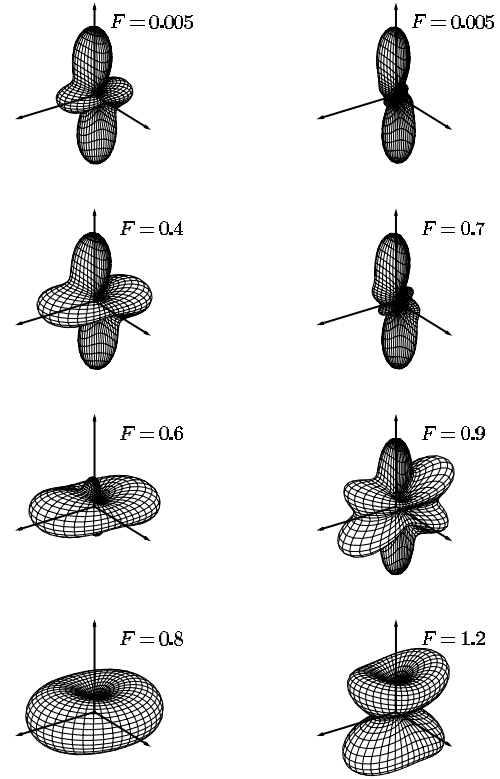 F = 0.005
F = 0.005
F = 0.4
F = 0.7
F = 0.6
F = 0.9
F = 0.8
F = 1.2